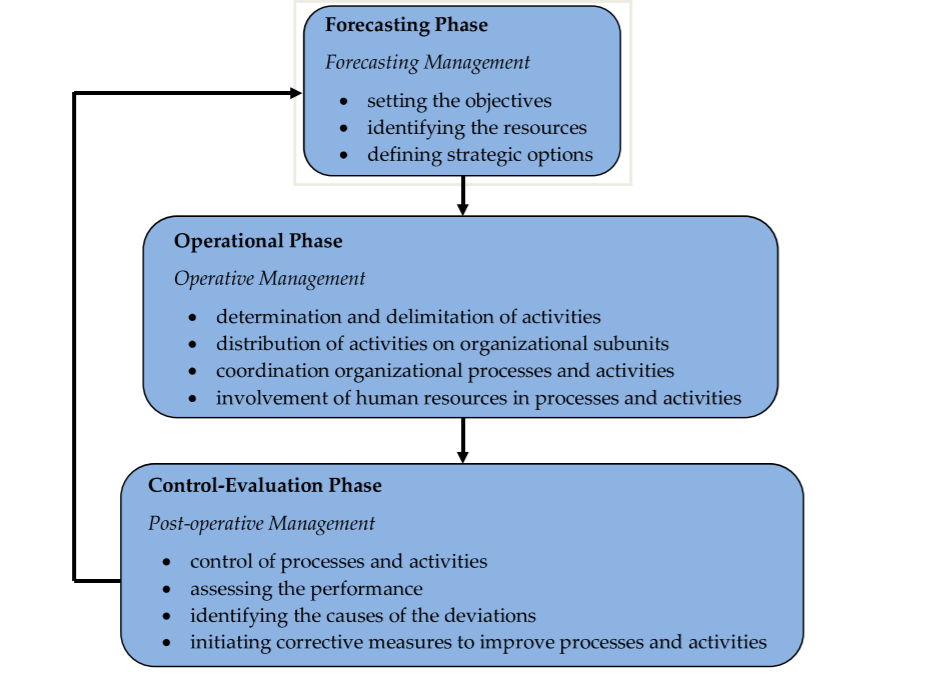 Forecasting Phase
Forecasting Management
• setting the objectives
• identifying the resources
• defining strategic options
Operational Phase
Operative Management
• determination and delimitation of activities
• distribution of activities on organizational subunits
• coordination organizational processes and activities
• involvement of human resources in processes and activities
Control-Evaluation Phase
Post-operative Management
• control of processes and activities
• assessing the performance
• identifying the causes of the deviations
• initiating corrective measures to improve processes and activities